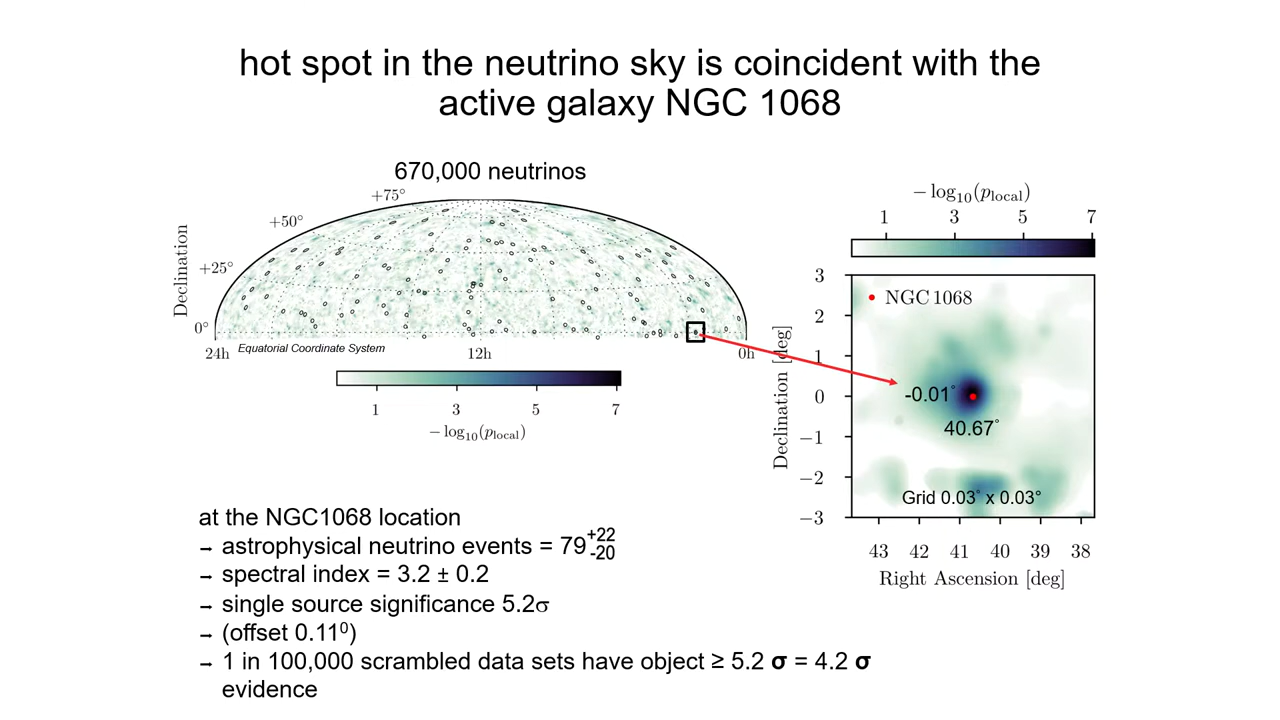 hot spot in the neutrino sky is coincident with the
active galaxy NGC 1068
670,000 neutrinos
+75°
+50°
+25°
0°
Declination
24h
Equatorial Coordinate System
12h
0h
1 3 5 7
− log10(plocal)
− log10(plocal)
1 3 5 7
3
2
1
0
−1
−2
−3
Declination [deg]
NGC 1068
-0.01°
40.67°
Grid 0.03° x 0.03°
43 42 41 40 39 38
Right Ascension [deg]
at the NGC1068 location
→ astrophysical neutrino events = 79 +22 -20
→ spectral index = 3.2 ± 0.2
→ single source significance 5.2σ
→ (offset 0.11⁰)
→ 1 in 100,000 scrambled data sets have object ≥ 5.2 σ = 4.2 σ
evidence